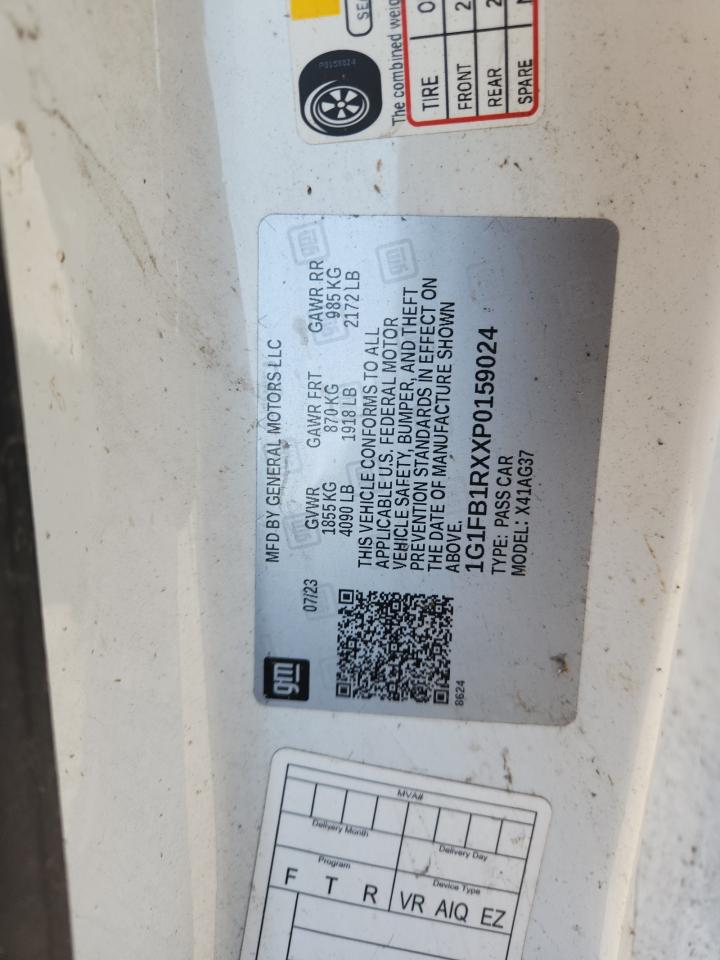 MFD BY GENERAL MOTORS LLC
07/23
GVWR GAWR FRT GAWR RR
1855 KG 870 KG 985 KG
4090 LB 1918 LB 2172 LB
THIS VEHICLE CONFORMS TO ALL
APPLICABLE U.S. FEDERAL MOTOR
VEHICLE SAFETY, BUMPER, AND THEFT
PREVENTION STANDARDS IN EFFECT ON
THE DATE OF MANUFACTURE SHOWN
ABOVE.
1G1FB1RXXP0159024
TYPE: PASS CAR
MODEL: X41AG37
gm
8624
P0159024
The combined
TIRE
FRONT
REAR
SPARE
MVA#
Delivery Month
Delivery Day
Program
Device Type
F T R
VR AIQ EZ